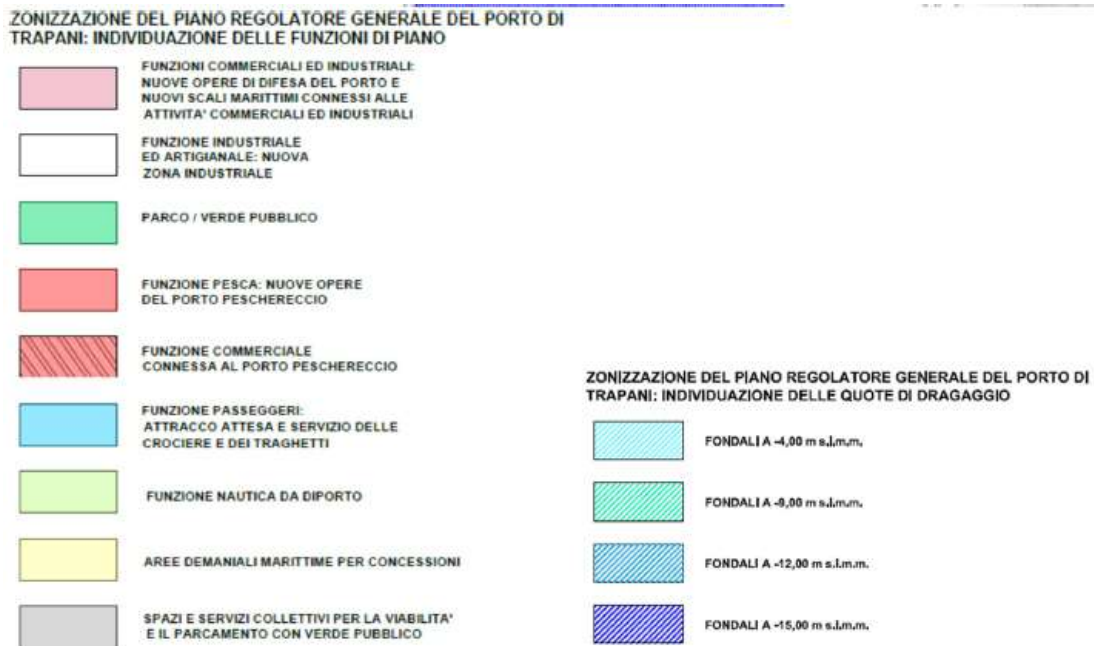 ZONIZZAZIONE DEL PIANO REGOLATORE GENERALE DEL PORTO DI
TRAPANI: INDIVIDUAZIONE DELLE FUNZIONI DI PIANO
FUNZIONI COMMERCIALI ED INDUSTRIALI:
NUOVE OPERE DI DIFESA DEL PORTO E
NUOVI SCALI MARITTIMI CONNESSI ALLE
ATTIVITA' COMMERCIALI ED INDUSTRIALI
FUNZIONE INDUSTRIALE
ED ARTIGIANALE: NUOVA
ZONA INDUSTRIALE
PARCO / VERDE PUBBLICO
FUNZIONE PESCA: NUOVE OPERE
DEL PORTO PESCHERECCIO
FUNZIONE COMMERCIALE
CONNESSA AL PORTO PESCHERECCIO
FUNZIONE PASSEGGERI:
ATTRACCO ATTESA E SERVIZIO DELLE
CROCIERE E DEI TRAGHETTI
FUNZIONE NAUTICA DA DIPORTO
AREE DEMANIALI MARITTIME PER CONCESSIONI
SPAZI E SERVIZI COLLETTIVI PER LA VIABILITA'
E IL PARCAMENTO CON VERDE PUBBLICO
ZONIZZAZIONE DEL PIANO REGOLATORE GENERALE DEL PORTO DI
TRAPANI: INDIVIDUAZIONE DELLE QUOTE DI DRAGAGGIO
FONDALI A -4,00 m s.l.m.m.
FONDALI A -9,00 m s.l.m.m.
FONDALI A -12,00 m s.l.m.m.
FONDALI A -15,00 m s.l.m.m.